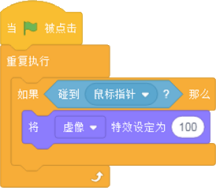 当 被点击
重复执行
如果 碰到 鼠标指针 ? 那么
将 虚像 特效设定为 100